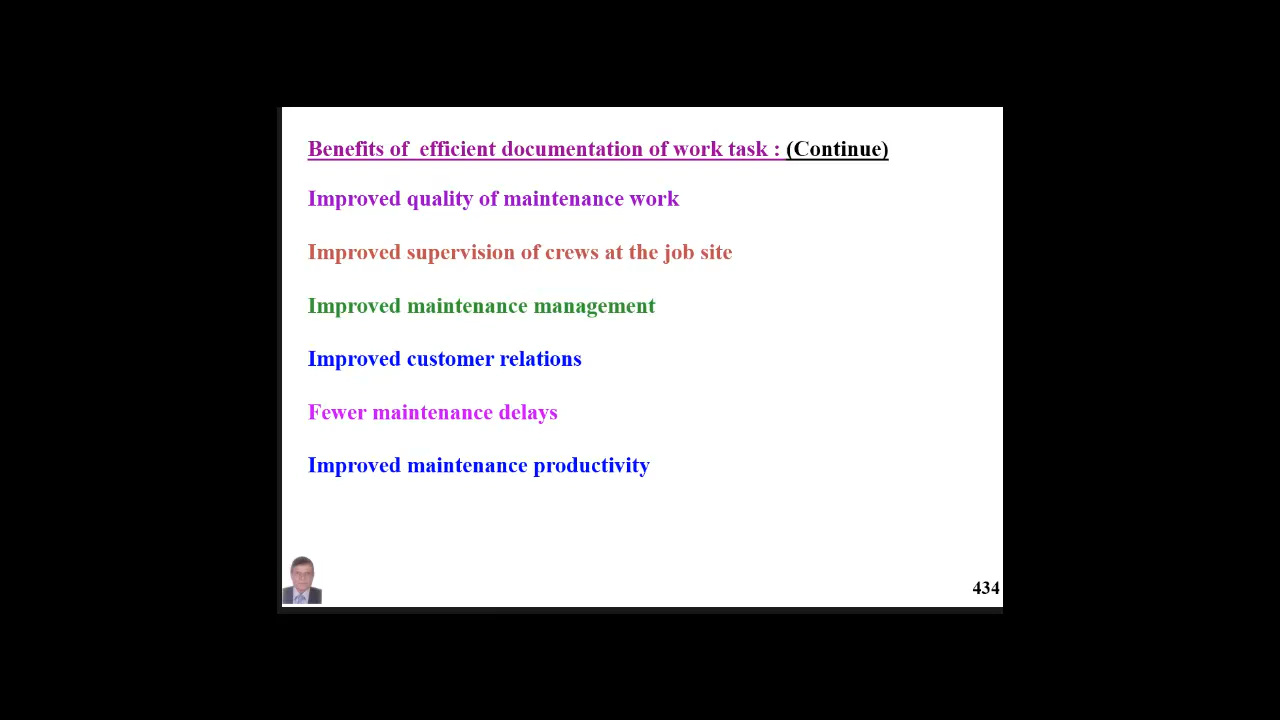 Benefits of  efficient documentation of work task : (Continue)
Improved quality of maintenance work
Improved supervision of crews at the job site
Improved maintenance management
Improved customer relations
Fewer maintenance delays
Improved maintenance productivity
434